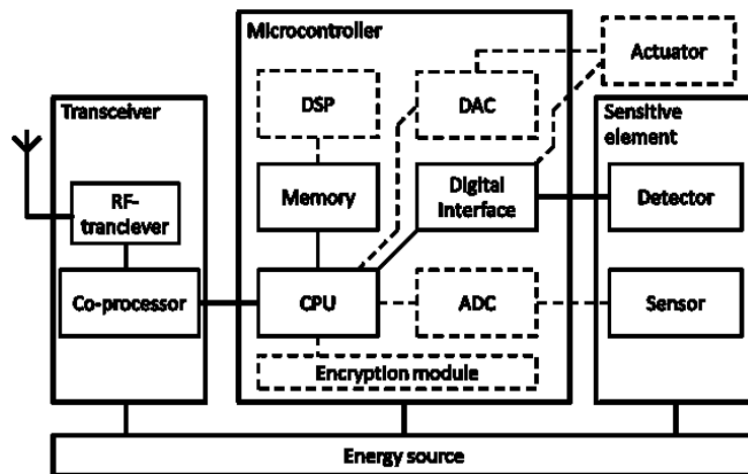 Microcontroller
Actuator
Transceiver
DSP
DAC
Sensitive
element
RF-
tranciever
Memory
Digital
Interface
Detector
Co-processor
CPU
ADC
Sensor
Encryption module
Energy source